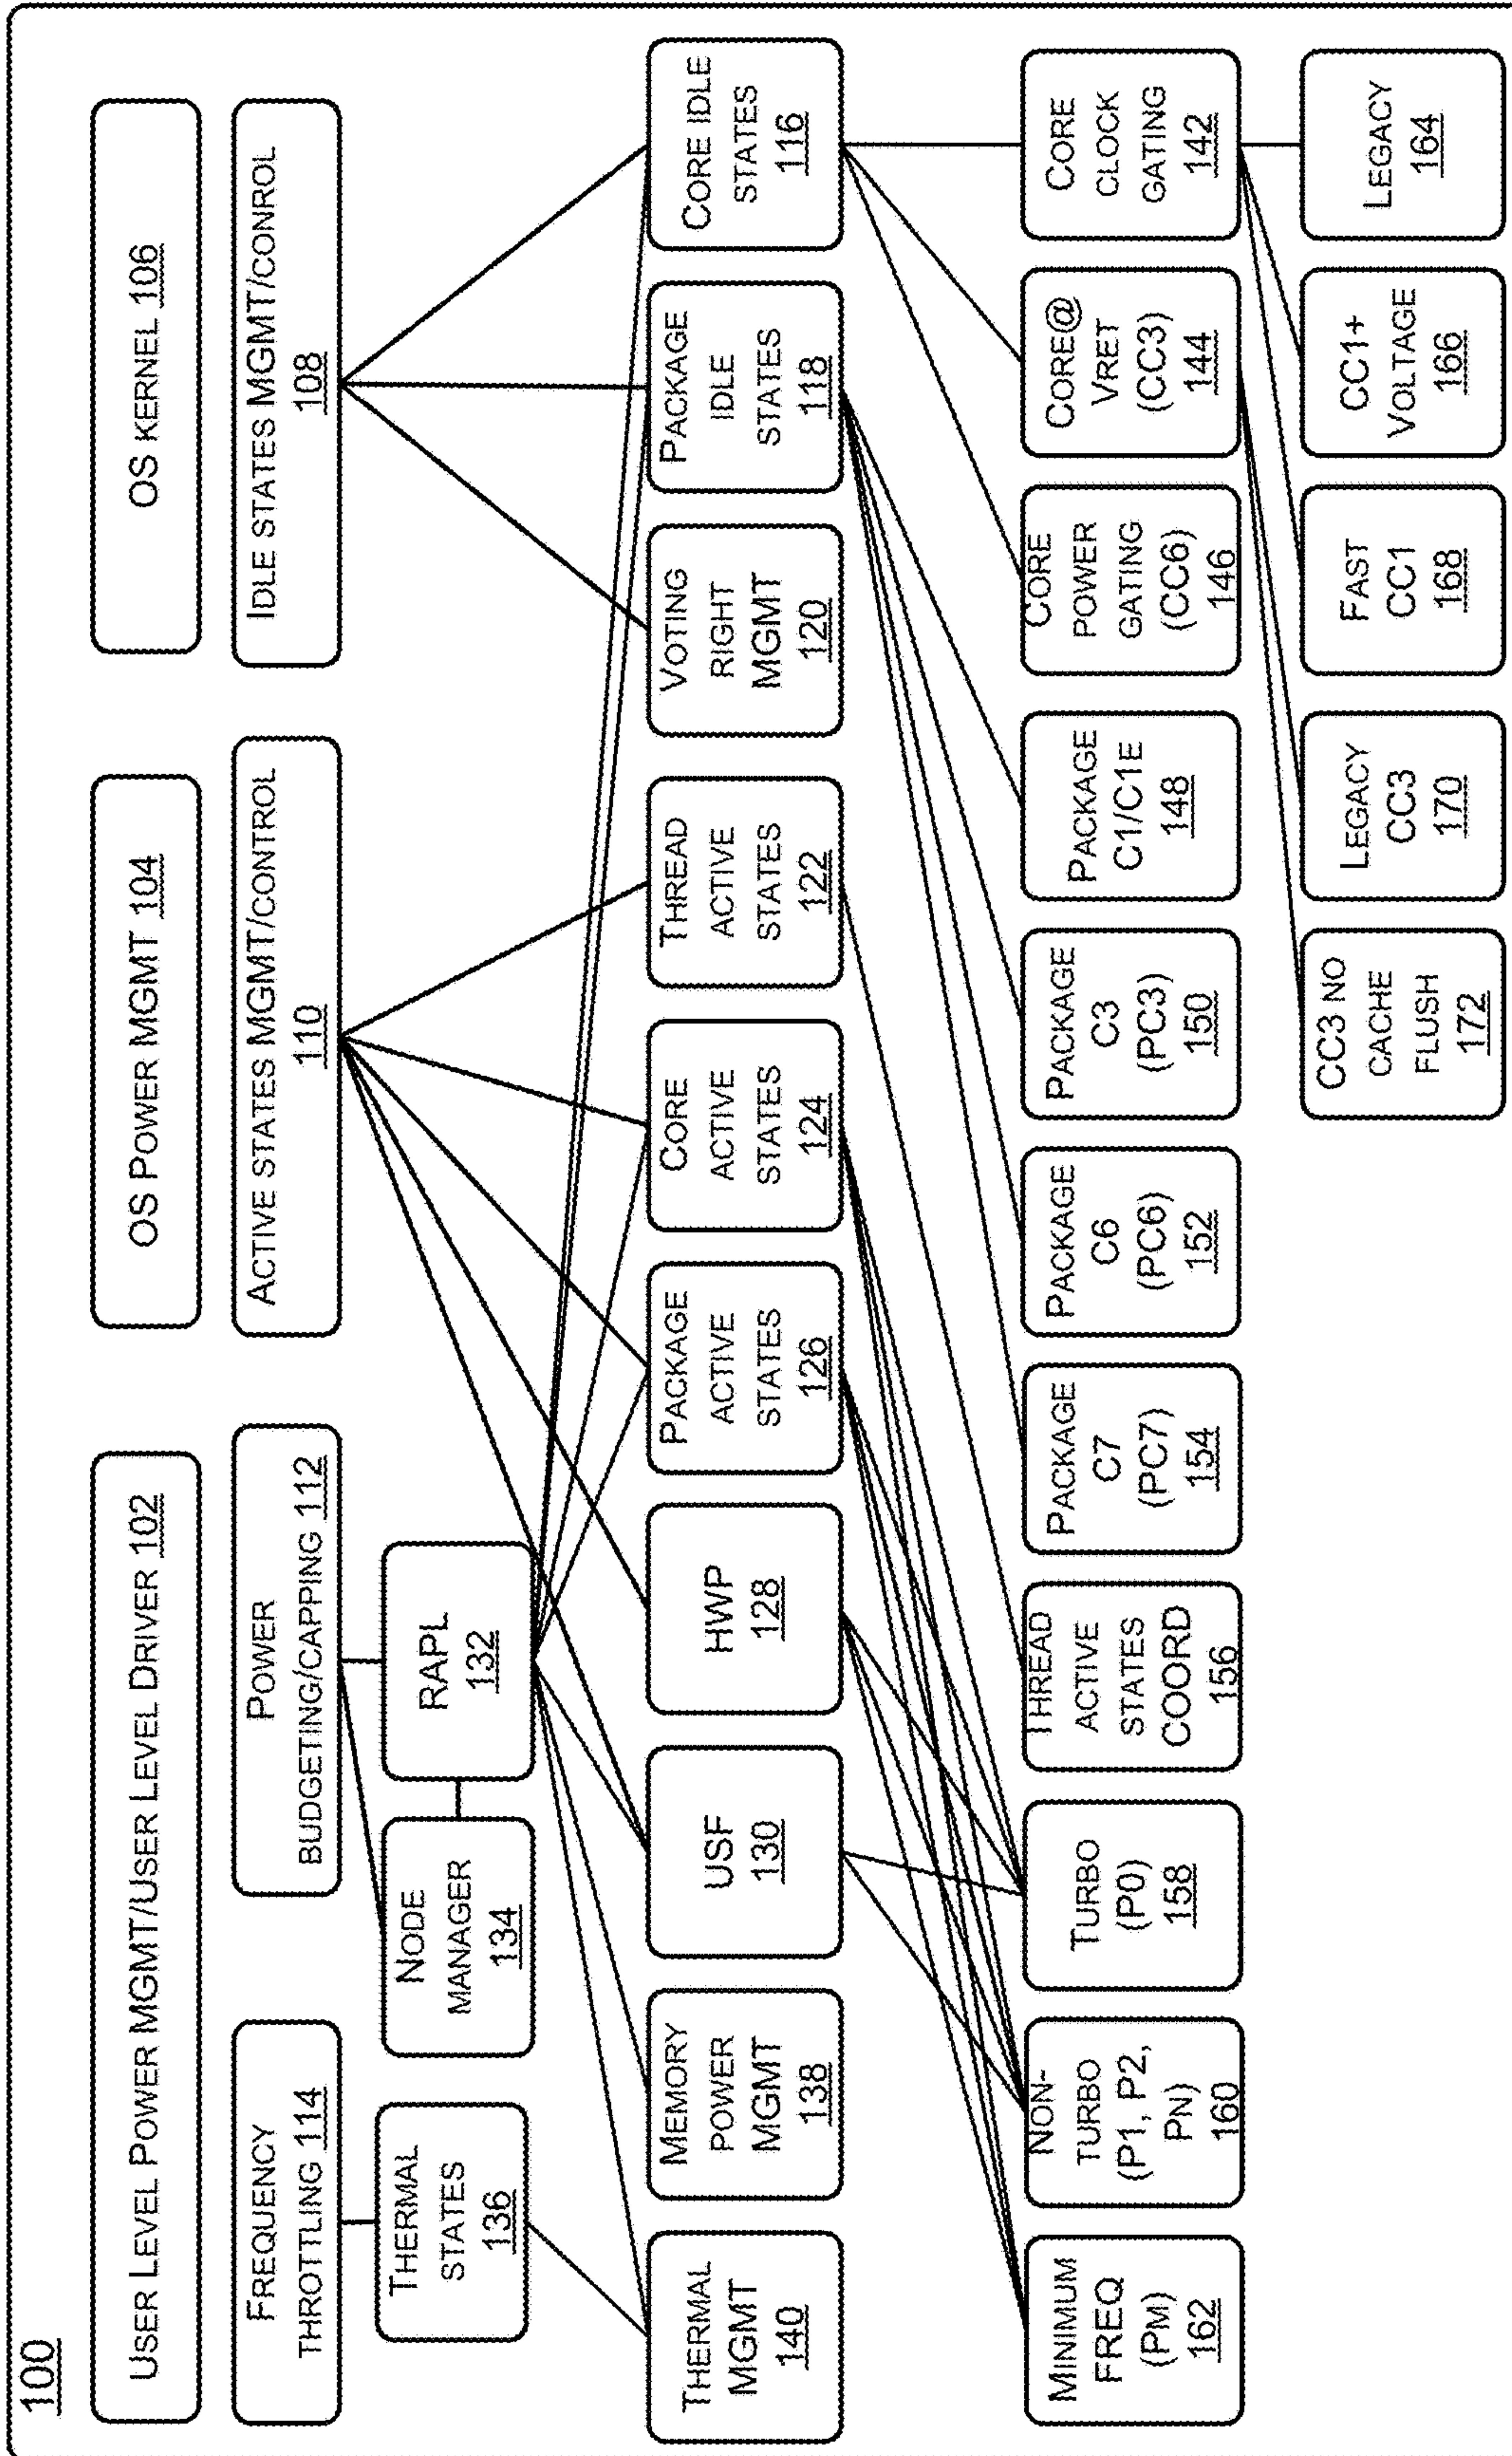 100
USER LEVEL POWER MGMT/USER LEVEL DRIVER 102
OS POWER MGMT 104
OS KERNEL 106
FREQUENCY
THROTTLING 114
POWER
BUDGETING/CAPPING 112
ACTIVE STATES MGMT/CONTROL
110
IDLE STATES MGMT/CONROL
108
THERMAL
STATES
136
NODE
MANAGER
134
RAPL
132
THERMAL
MGMT
140
MEMORY
POWER
MGMT
138
USF
130
HWP
128
PACKAGE
ACTIVE
STATES
126
CORE
ACTIVE
STATES
124
THREAD
ACTIVE
STATES
122
VOTING
RIGHT
MGMT
120
PACKAGE
IDLE
STATES
118
CORE IDLE
STATES
116
MINIMUM
FREQ
(PM)
162
NON-
TURBO
(P1, P2,
PN)
160
TURBO
(P0)
158
THREAD
ACTIVE
STATES
COORD
156
PACKAGE
C7
(PC7)
154
PACKAGE
C6
(PC6)
152
PACKAGE
C3
(PC3)
150
PACKAGE
C1/C1E
148
CORE
POWER
GATING
(CC6)
146
CORE@
VRET
(CC3)
144
CORE
CLOCK
GATING
142
CC3 NO
CACHE
FLUSH
172
LEGACY
CC3
170
FAST
CC1
168
CC1+
VOLTAGE
166
LEGACY
164